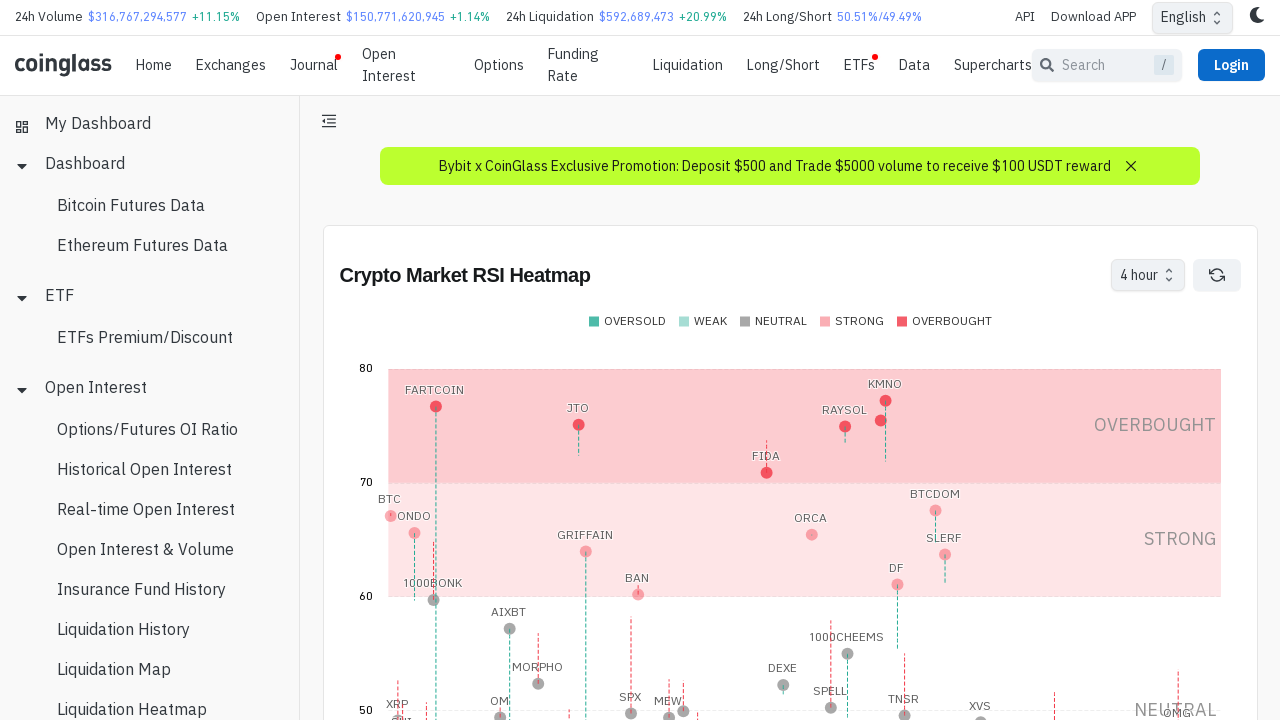 24h Volume $316,767,294,577 +11.15% Open Interest $150,771,620,945 +1.14% 24h Liquidation $592,689,473 +20.99% 24h Long/Short 50.51%/49.49% API Download APP English
coinglass Home Exchanges Journal Open Interest Options Funding Rate Liquidation Long/Short ETFs Data Supercharts Search / Login
My Dashboard
Dashboard
Bitcoin Futures Data
Ethereum Futures Data
ETF
ETFs Premium/Discount
Open Interest
Options/Futures OI Ratio
Historical Open Interest
Real-time Open Interest
Open Interest & Volume
Insurance Fund History
Liquidation History
Liquidation Map
Liquidation Heatmap
Bybit x CoinGlass Exclusive Promotion: Deposit $500 and Trade $5000 volume to receive $100 USDT reward
Crypto Market RSI Heatmap
4 hour
OVERSOLD WEAK NEUTRAL STRONG OVERBOUGHT
80
KMNO
FARTCOIN
JTO RAYSOL
OVERBOUGHT
FIDA
70
BTC BTCDOM
ONDO ORCA
GRIFFAIN SLERF STRONG
DF
1000BONK BAN
60
AIXBT
1000CHEEMS
MORPHO DEXE
SPELL
XRP OM SPX MEW TNSR XVS
50 NEUTRAL
OMG